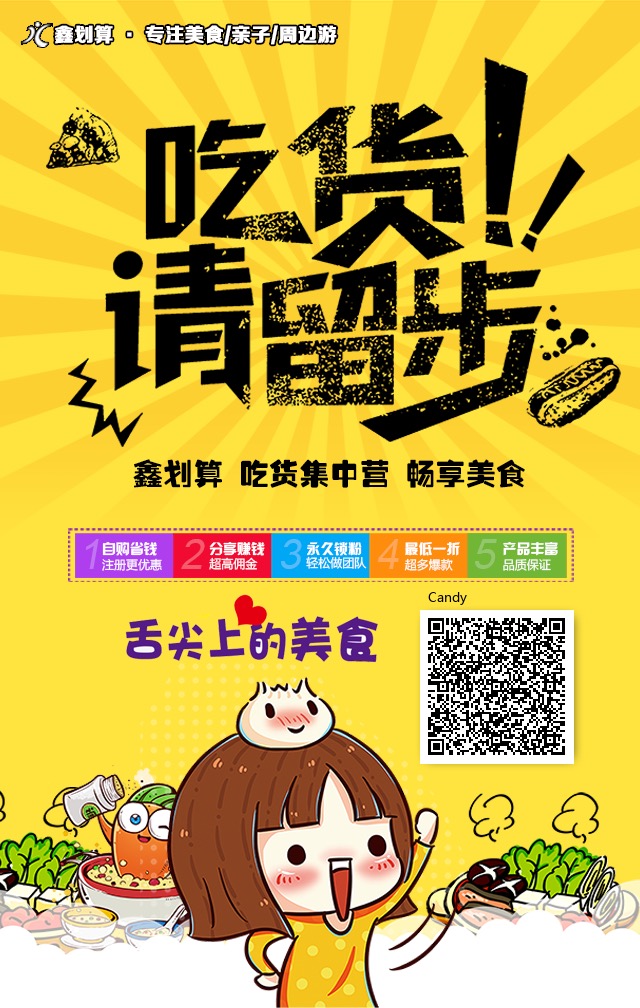 鑫划算 · 专注美食/亲子/周边游
吃货!!
请留步
鑫划算 吃货集中营 畅享美食
1 自购省钱 注册更优惠
2 分享赚钱 超高佣金
3 永久锁粉 轻松做团队
4 最低一折 超多爆款
5 产品丰富 品质保证
Candy
舌尖上的美食